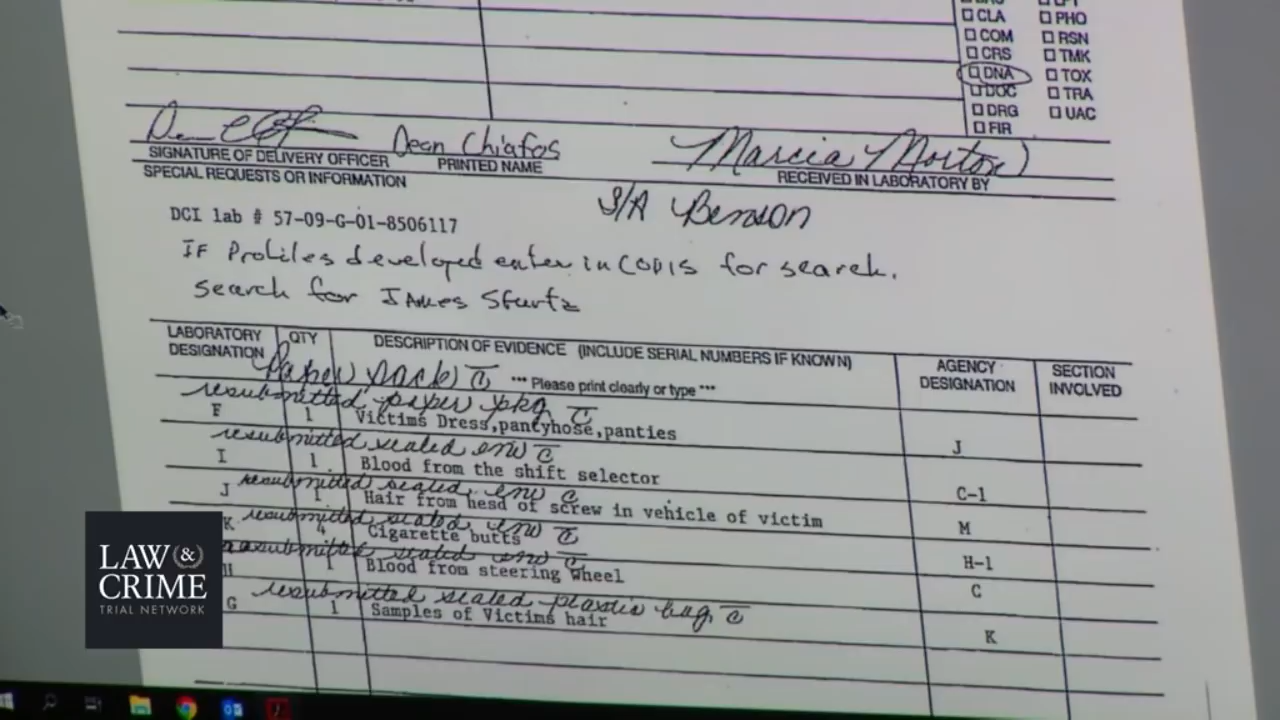 ☐ CLA ☐ PHO
☐ COM ☐ RSN
☐ CRS ☐ TMK
☐ DNA ☐ TOX
☐ DOC ☐ TRA
☐ DRG ☐ UAC
☐ FIR
Dean Chiafos Marcia Morton
SIGNATURE OF DELIVERY OFFICER PRINTED NAME RECEIVED IN LABORATORY BY
SPECIAL REQUESTS OR INFORMATION
S/A Benson
DCI lab # 57-09-G-01-8506117
IF Profiles developed enter in CODIS for search.
search for JAMES Sturtz
LABORATORY DESIGNATION QTY DESCRIPTION OF EVIDENCE (INCLUDE SERIAL NUMBERS IF KNOWN) AGENCY DESIGNATION SECTION INVOLVED
Paper sack c̅ *** Please print clearly or type ***
resubmitted paper pkg c̅
F 1 Victims Dress,pantyhose,panties J
resubmitted sealed env c̅
I 1 Blood from the shift selector C-1
resubmitted sealed env c̅
J 1 Hair from head of screw in vehicle of victim M
resubmitted sealed env c̅
K 4 Cigarette butts H-1
resubmitted sealed env c̅
H 1 Blood from steering wheel C
resubmitted sealed plastic bag c̅
G 1 Samples of Victims hair K
LAW & CRIME
TRIAL NETWORK